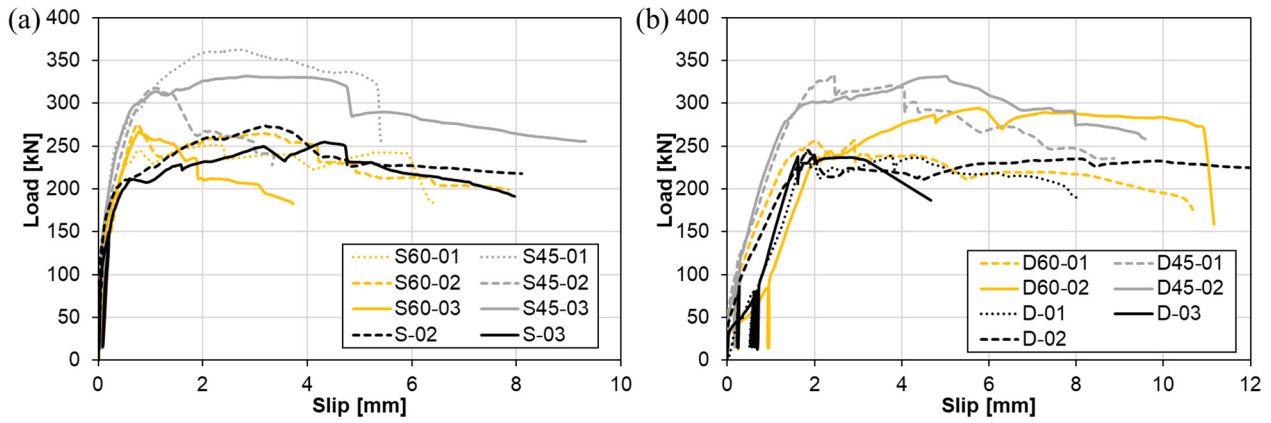 (a)
400
350
300
250
200
150
100
50
0
Load [kN]
0 2 4 6 8 10
Slip [mm]
S60-01 S45-01
S60-02 S45-02
S60-03 S45-03
S-02 S-03
(b)
400
350
300
250
200
150
100
50
0
Load [kN]
0 2 4 6 8 10 12
Slip [mm]
D60-01 D45-01
D60-02 D45-02
D-01 D-03
D-02